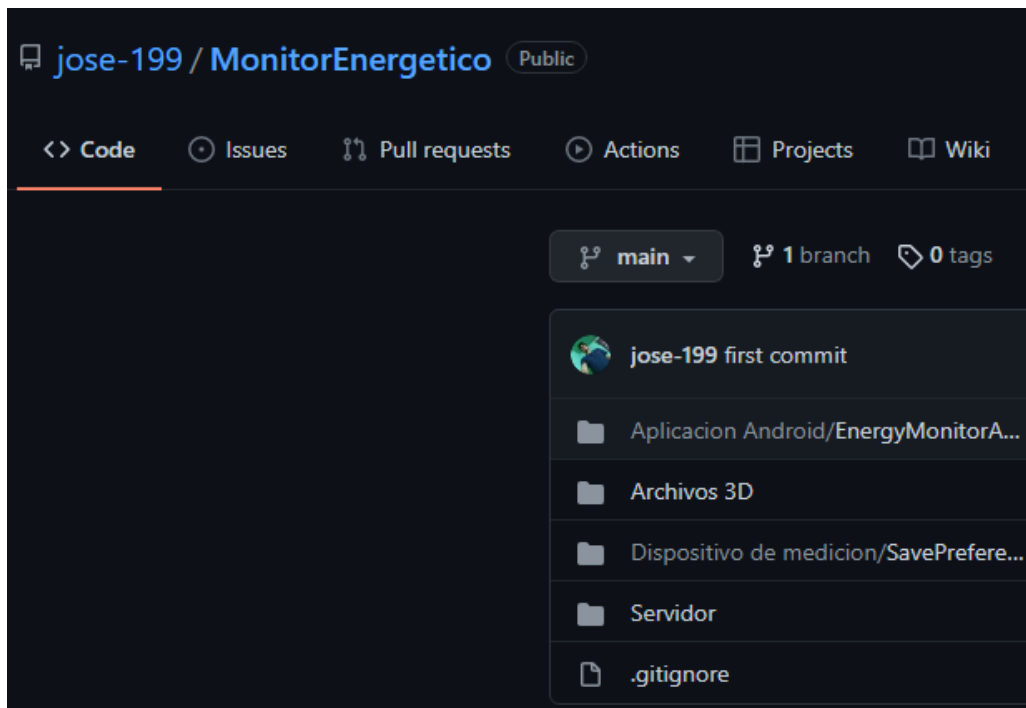 jose-199 / MonitorEnergetico Public
<> Code Issues Pull requests Actions Projects Wiki
main 1 branch 0 tags
jose-199 first commit
Aplicacion Android/EnergyMonitorA...
Archivos 3D
Dispositivo de medicion/SavePrefere...
Servidor
.gitignore